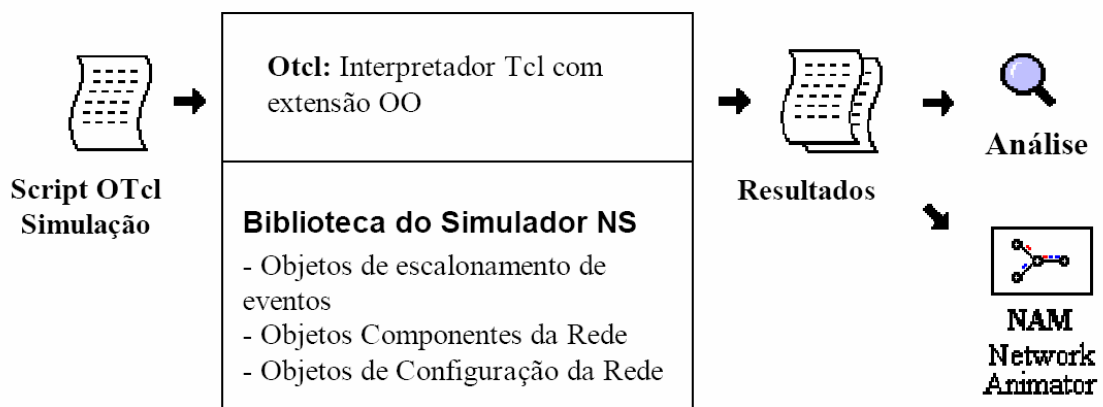 Script OTcl
Simulação
Otcl: Interpretador Tcl com
extensão OO
Biblioteca do Simulador NS
- Objetos de escalonamento de
eventos
- Objetos Componentes da Rede
- Objetos de Configuração da Rede
Resultados
Análise
NAM
Network
Animator